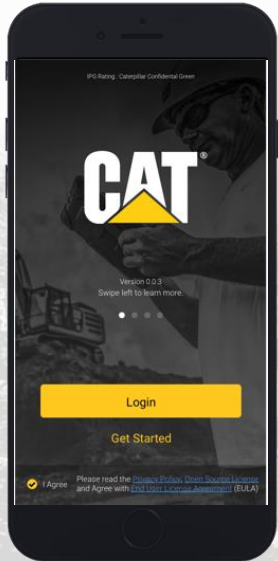 IPG Rating: Caterpillar Confidental Green
CAT®
Version 0.0.3
Swipe left to learn more.
Login
Get Started
I Agree
Please read the Privacy Policy, Open Source License
and Agree with End User License Agreement (EULA)